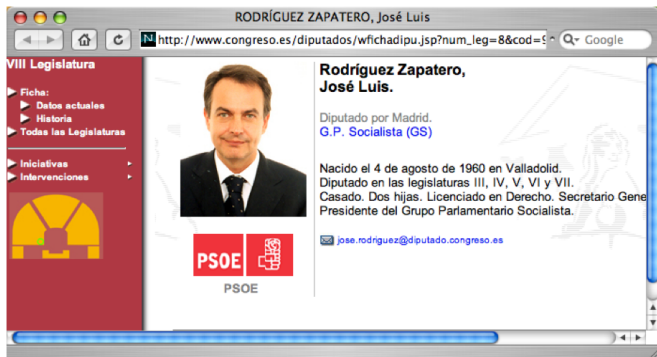 RODRÍGUEZ ZAPATERO, José Luis
http://www.congreso.es/diputados/wfichadipu.jsp?num_leg=8&cod=9
Google
VIII Legislatura
Ficha:
Datos actuales
Historia
Todas las Legislaturas
Iniciativas
Intervenciones
Rodríguez Zapatero,
José Luis.
Diputado por Madrid.
G.P. Socialista (GS)
Nacido el 4 de agosto de 1960 en Valladolid.
Diputado en las legislaturas III, IV, V, VI y VII.
Casado. Dos hijas. Licenciado en Derecho. Secretario Gene
Presidente del Grupo Parlamentario Socialista.
jose.rodriguez@diputado.congreso.es
PSOE
PSOE